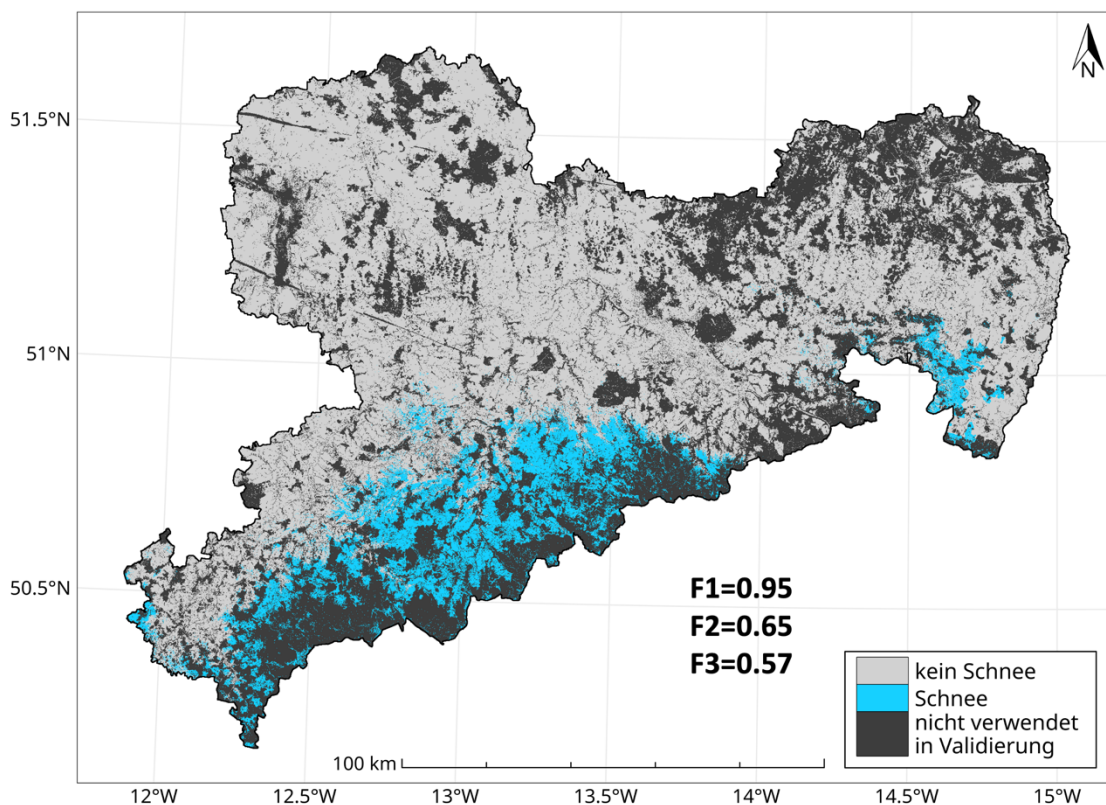 N
51.5°N
51°N
50.5°N
F1=0.95
F2=0.65
F3=0.57
kein Schnee
Schnee
nicht verwendet
in Validierung
100 km
12°W
12.5°W
13°W
13.5°W
14°W
14.5°W
15°W